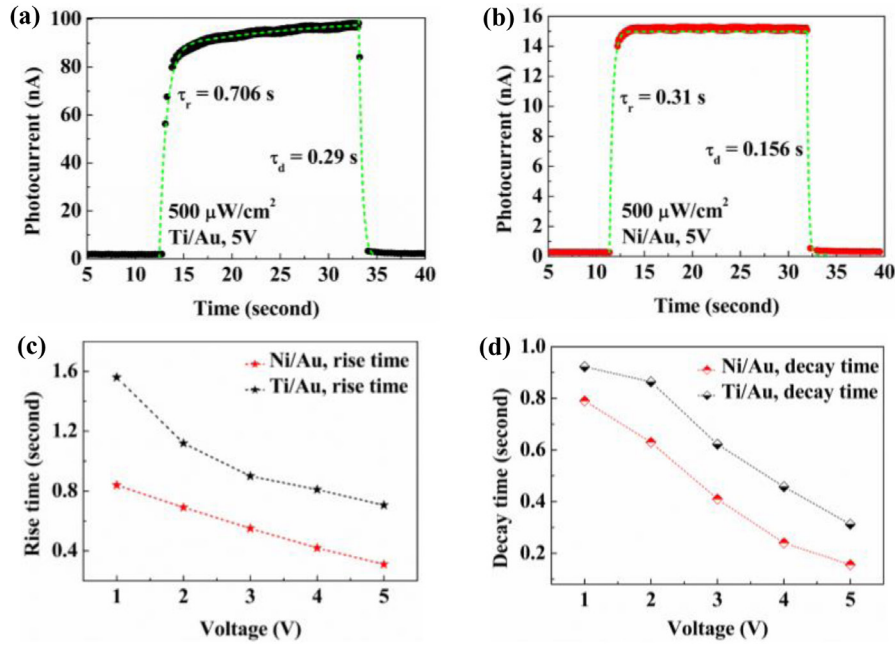 (a)
100
80
60
40
20
0
Photocurrent (nA)
τr = 0.706 s
τd = 0.29 s
500 μW/cm2
Ti/Au, 5V
5 10 15 20 25 30 35 40
Time (second)
(b)
16
14
12
10
8
6
4
2
0
Photocurrent (nA)
τr = 0.31 s
τd = 0.156 s
500 μW/cm2
Ni/Au, 5V
5 10 15 20 25 30 35 40
Time (second)
(c)
1.6
1.2
0.8
0.4
Rise time (second)
Ni/Au, rise time
Ti/Au, rise time
1 2 3 4 5
Voltage (V)
(d)
1.0
0.8
0.6
0.4
0.2
Decay time (second)
Ni/Au, decay time
Ti/Au, decay time
1 2 3 4 5
Voltage (V)